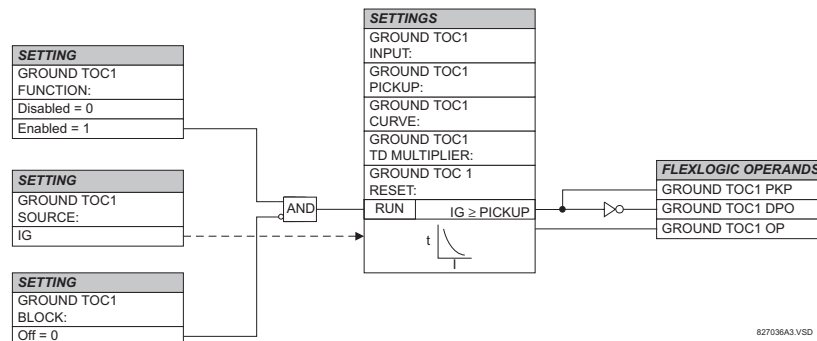 SETTING
GROUND TOC1
FUNCTION:
Disabled = 0
Enabled = 1
SETTING
GROUND TOC1
SOURCE:
IG
SETTING
GROUND TOC1
BLOCK:
Off = 0
AND
SETTINGS
GROUND TOC1
INPUT:
GROUND TOC1
PICKUP:
GROUND TOC1
CURVE:
GROUND TOC1
TD MULTIPLIER:
GROUND TOC 1
RESET:
RUN IG ≥ PICKUP
t
I
FLEXLOGIC OPERANDS
GROUND TOC1 PKP
GROUND TOC1 DPO
GROUND TOC1 OP
827036A3.VSD